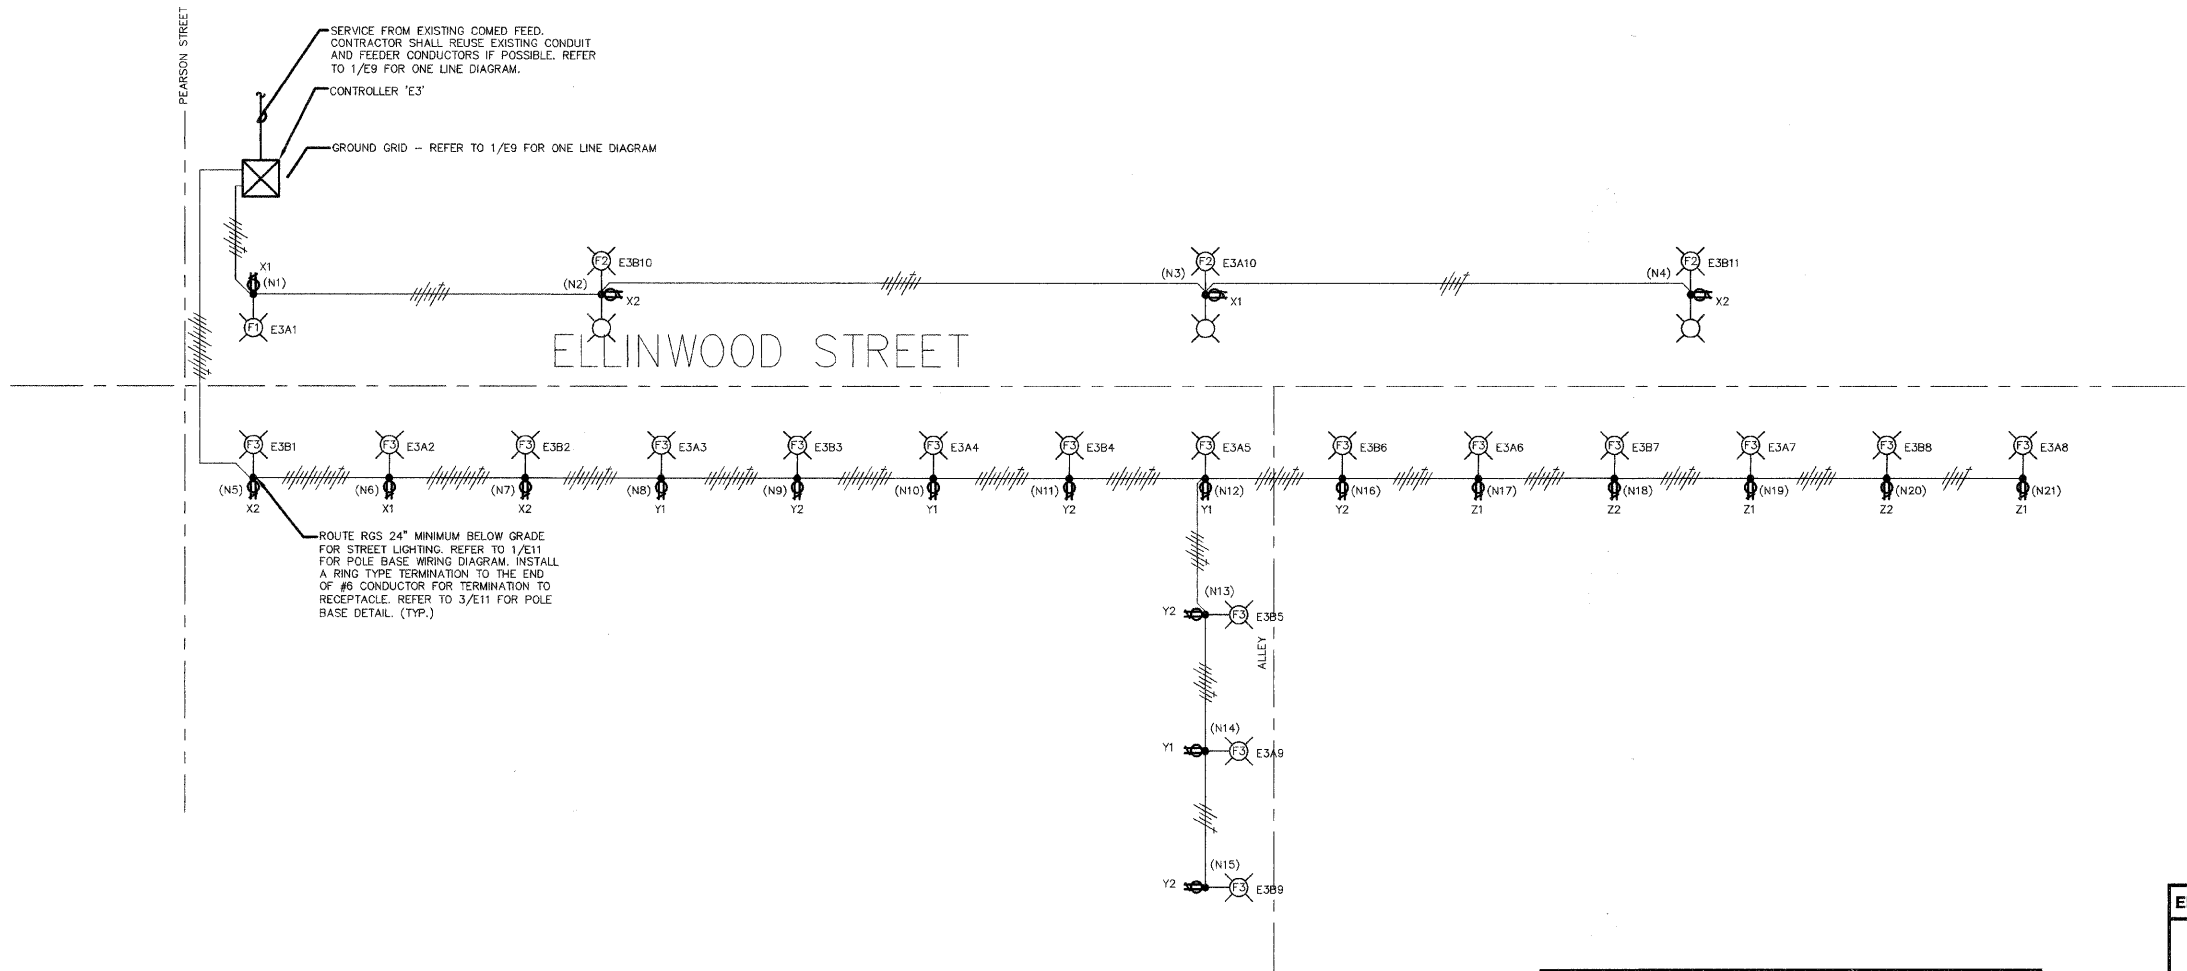 PEARSON STREET
SERVICE FROM EXISTING COMED FEED.
CONTRACTOR SHALL REUSE EXISTING CONDUIT
AND FEEDER CONDUCTORS IF POSSIBLE. REFER
TO 1/E9 FOR ONE LINE DIAGRAM.
CONTROLLER 'E3'
GROUND GRID – REFER TO 1/E9 FOR ONE LINE DIAGRAM
X1
(N1)
F1 E3A1
F2 E3B10
(N2)
X2
F2 E3A10
(N3)
X1
F2 E3B11
(N4)
X2
ELLINWOOD STREET
F3 E3B1
F3 E3A2
F3 E3B2
F3 E3A3
F3 E3B3
F3 E3A4
F3 E3B4
F3 E3A5
F3 E3B6
F3 E3A6
F3 E3B7
F3 E3A7
F3 E3B8
F3 E3A8
(N5) (N6) (N7) (N8) (N9) (N10) (N11) (N12) (N16) (N17) (N18) (N19) (N20) (N21)
X2 X1 X2 Y1 Y2 Y1 Y2 Y1 Y2 Z1 Z2 Z1 Z2 Z1
ROUTE RGS 24" MINIMUM BELOW GRADE
FOR STREET LIGHTING. REFER TO 1/E11
FOR POLE BASE WIRING DIAGRAM. INSTALL
A RING TYPE TERMINATION TO THE END
OF #6 CONDUCTOR FOR TERMINATION TO
RECEPTACLE. REFER TO 3/E11 FOR POLE
BASE DETAIL. (TYP.)
(N13)
Y2 F3 E3B5
ALLEY
(N14)
Y1 F3 E3A9
(N15)
Y2 F3 E3B9